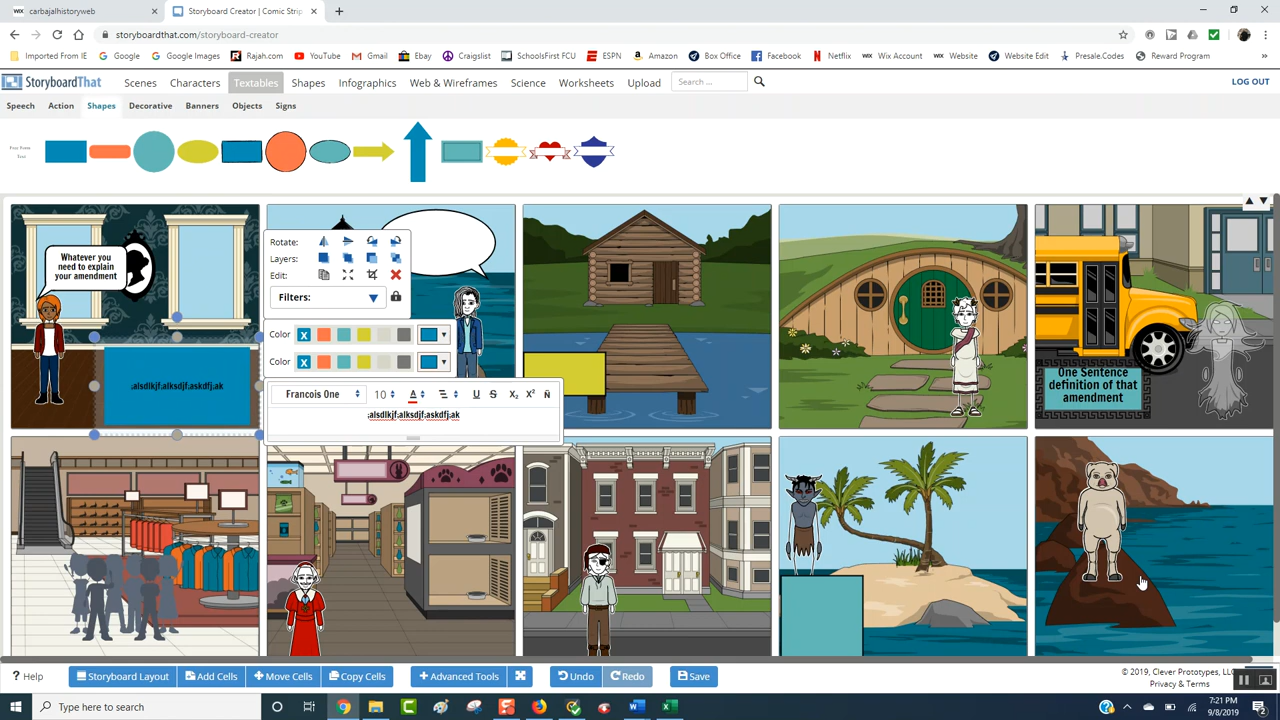 carbajalhistoryweb
Storyboard Creator | Comic Strip
storyboardthat.com/storyboard-creator
Imported From IE
Google
Google Images
Rajah.com
YouTube
Gmail
Ebay
Craigslist
SchoolsFirst FCU
ESPN
Amazon
Box Office
Facebook
Netflix
Wix Account
Website
Website Edit
Presale.Codes
Reward Program
StoryboardThat
Scenes
Characters
Textables
Shapes
Infographics
Web & Wireframes
Science
Worksheets
Upload
Search ...
LOG OUT
Speech
Action
Shapes
Decorative
Banners
Objects
Signs
Whatever you
need to explain
your amendment
;alsdlkjf;alksdjf;askdfj;ak
Rotate:
Layers:
Edit:
Filters:
Color
Color
Francois One
10
;alsdlkjf;alksdjf;askdfj;ak
One Sentence
definition of that
amendment
? Help
Storyboard Layout
Add Cells
Move Cells
Copy Cells
+ Advanced Tools
Undo
Redo
Save
© 2019, Clever Prototypes, LL
Privacy & Terms
Type here to search
7:21 PM
9/8/2019